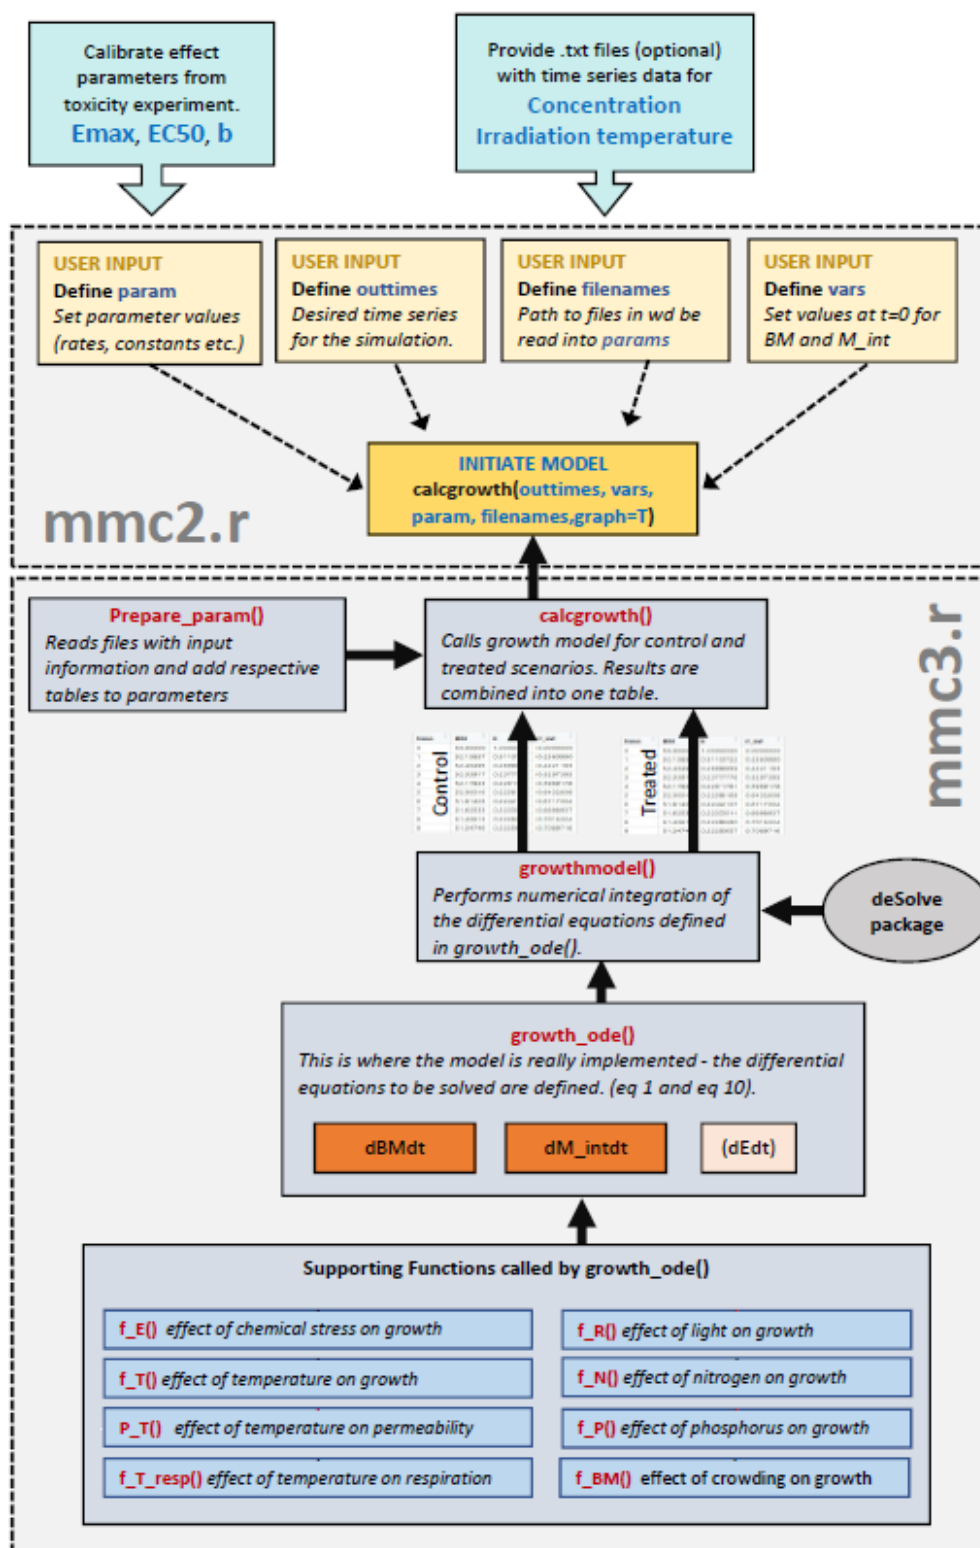 Calibrate effect
parameters from
toxicity experiment.
Emax, EC50, b
Provide .txt files (optional)
with time series data for
Concentration
Irradiation temperature
USER INPUT
Define param
Set parameter values
(rates, constants etc.)
USER INPUT
Define outtimes
Desired time series
for the simulation.
USER INPUT
Define filenames
Path to files in wd be
read into params
USER INPUT
Define vars
Set values at t=0 for
BM and M_int
INITIATE MODEL
calcgrowth(outtimes, vars,
param, filenames,graph=T)
mmc2.r
Prepare_param()
Reads files with input
information and add respective
tables to parameters
calcgrowth()
Calls growth model for control and
treated scenarios. Results are
combined into one table.
mmc3.r
Control
Treated
growthmodel()
Performs numerical integration of
the differential equations defined
in growth_ode().
deSolve
package
growth_ode()
This is where the model is really implemented - the differential
equations to be solved are defined. (eq 1 and eq 10).
dBMdt
dM_intdt
(dEdt)
Supporting Functions called by growth_ode()
f_E() effect of chemical stress on growth
f_T() effect of temperature on growth
P_T() effect of temperature on permeability
f_T_resp() effect of temperature on respiration
f_R() effect of light on growth
f_N() effect of nitrogen on growth
f_P() effect of phosphorus on growth
f_BM() effect of crowding on growth